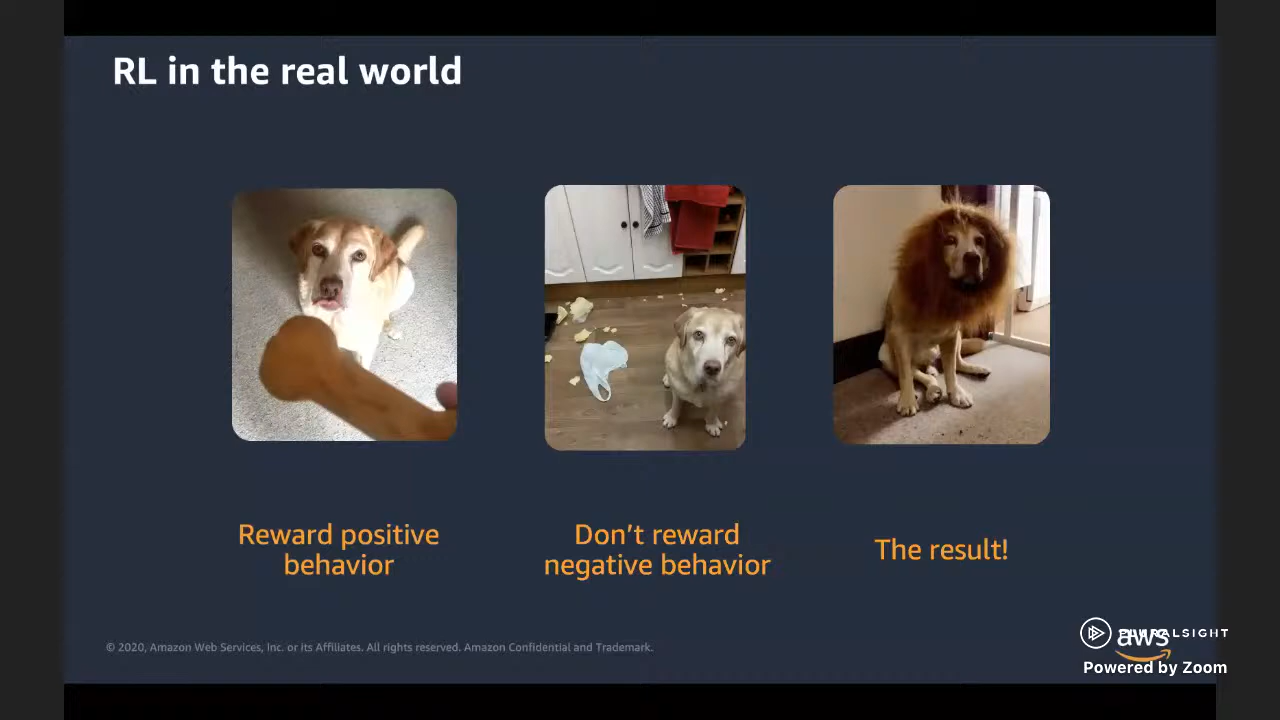 RL in the real world
Reward positive
behavior
Don't reward
negative behavior
The result!
© 2020, Amazon Web Services, Inc. or its Affiliates. All rights reserved. Amazon Confidential and Trademark.
PLURALSIGHT
aws
Powered by Zoom